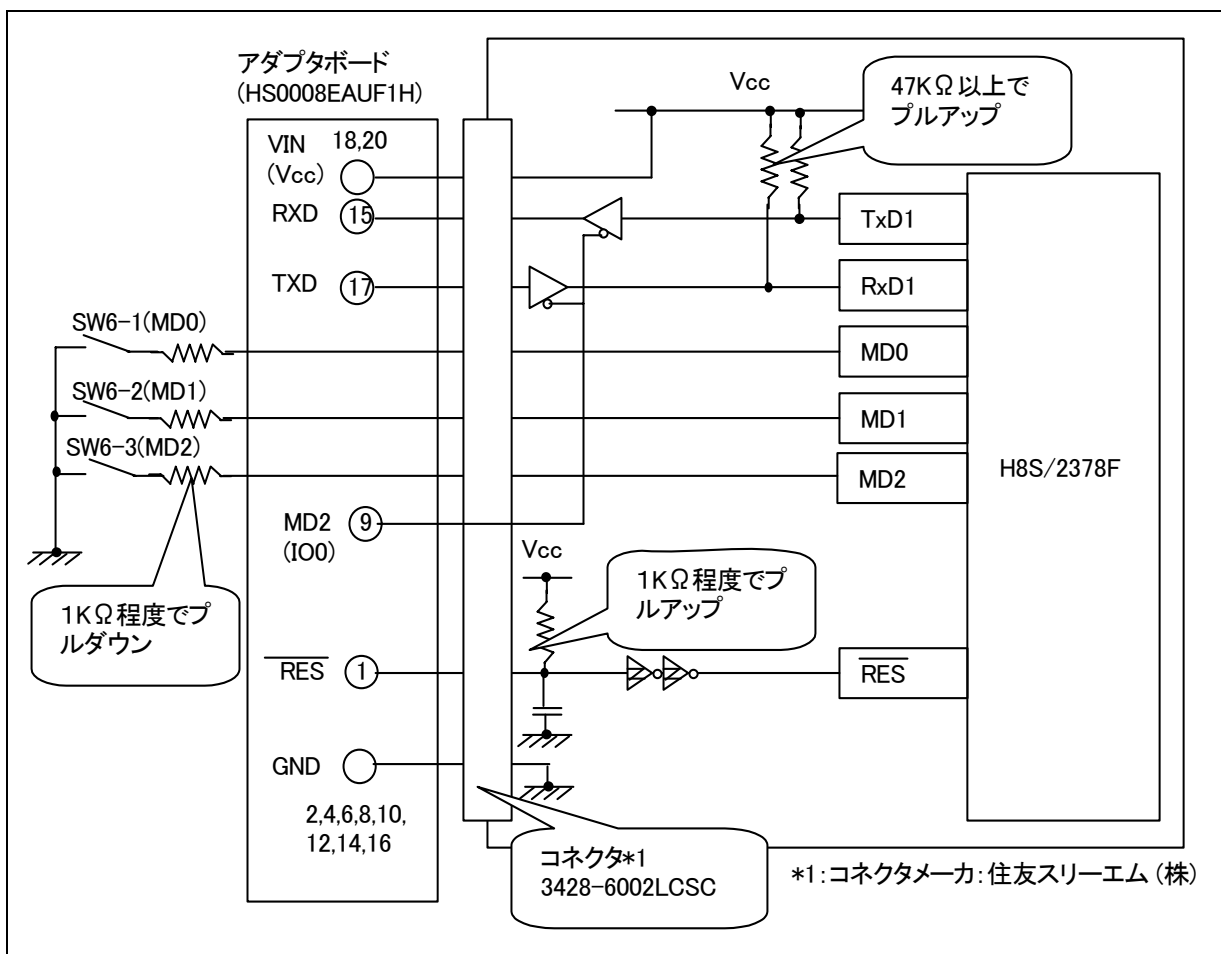 アダプタボード
(HS0008EAUF1H)
VIN 18,20
(Vcc)
RXD 15
TXD 17
SW6-1(MD0)
SW6-2(MD1)
SW6-3(MD2)
MD2 9
(IO0)
1KΩ程度でプ
ルダウン
RES 1
GND
2,4,6,8,10,
12,14,16
Vcc
47KΩ以上で
プルアップ
TxD1
RxD1
MD0
MD1
MD2
H8S/2378F
Vcc
1KΩ程度でプ
ルアップ
RES
コネクタ*1
3428-6002LCSC
*1:コネクタメーカ:住友スリーエム(株)